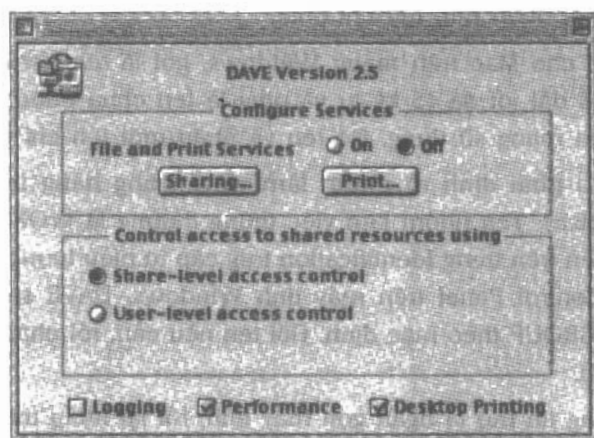 DAVE Version 2.5
Configure Services
File and Print Services On Off
Sharing... Print...
Control access to shared resources using
Share-level access control
User-level access control
Logging Performance Desktop Printing